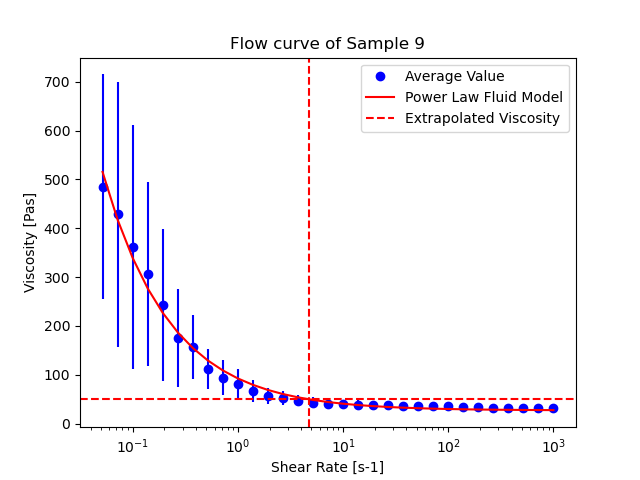 Flow curve of Sample 9
Average Value
Power Law Fluid Model
Extrapolated Viscosity
700
600
500
400
300
200
100
0
Viscosity [Pas]
10⁻¹ 10⁰ 10¹ 10² 10³
Shear Rate [s-1]